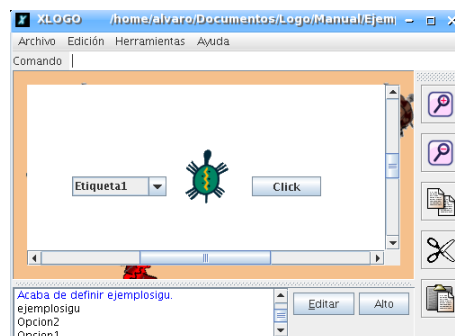 XLOGO /home/alvaro/Documentos/Logo/Manual/Ejem
Archivo Edición Herramientas Ayuda
Comando
Etiqueta1 Click
Acaba de definir ejemplosigu.
ejemplosigu
Opcion2
Opcion1
Editar Alto